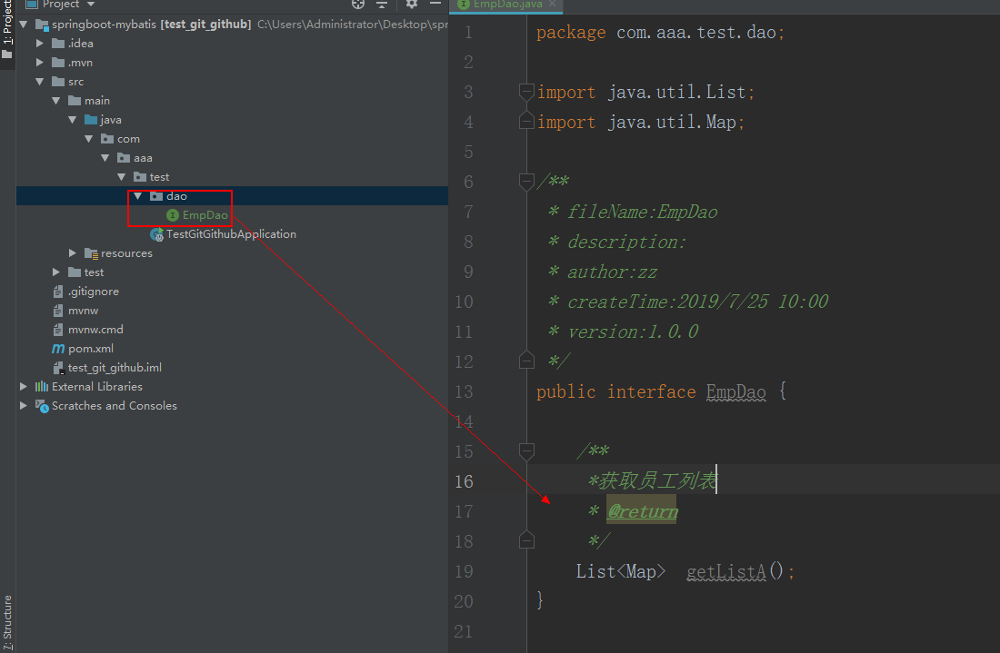 Project
1: Project
springboot-mybatis [test_git_github] C:\Users\Administrator\Desktop\spr
.idea
.mvn
src
main
java
com
aaa
test
dao
EmpDao
TestGitGithubApplication
resources
test
.gitignore
mvnw
mvnw.cmd
pom.xml
test_git_github.iml
External Libraries
Scratches and Consoles
7: Structure
EmpDao.java
1 package com.aaa.test.dao;
2
3 import java.util.List;
4 import java.util.Map;
5
6 /**
7 * fileName:EmpDao
8 * description:
9 * author:zz
10 * createTime:2019/7/25 10:00
11 * version:1.0.0
12 */
13 public interface EmpDao {
14
15 /**
16 *获取员工列表
17 * @return
18 */
19 List<Map> getListA();
20 }
21